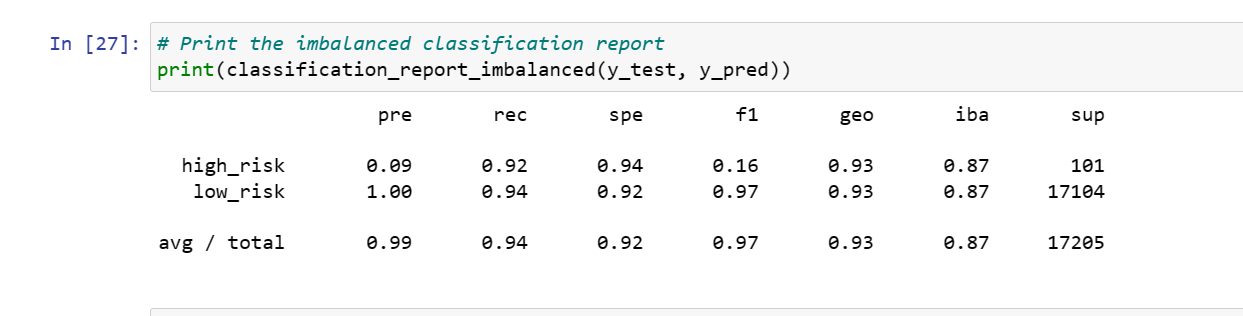 In [27]: # Print the imbalanced classification report
print(classification_report_imbalanced(y_test, y_pred))
pre rec spe f1 geo iba sup
high_risk 0.09 0.92 0.94 0.16 0.93 0.87 101
low_risk 1.00 0.94 0.92 0.97 0.93 0.87 17104
avg / total 0.99 0.94 0.92 0.97 0.93 0.87 17205